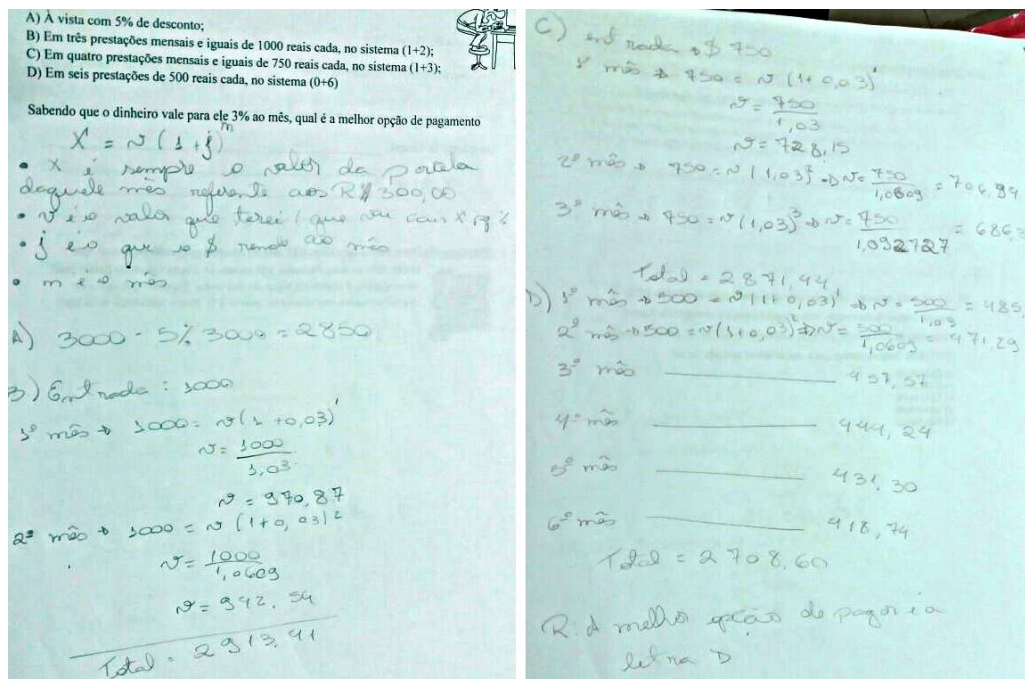 A) À vista com 5% de desconto;
B) Em três prestações mensais e iguais de 1000 reais cada, no sistema (1+2);
C) Em quatro prestações mensais e iguais de 750 reais cada, no sistema (1+3);
D) Em seis prestações de 500 reais cada, no sistema (0+6)
Sabendo que o dinheiro vale para ele 3% ao mês, qual é a melhor opção de pagamento
X = v (1+j)^m
• X é sempre o valor da parcela
daquele mês referente aos R$ 300,00
• v é o valor que terei / que
• j é o que o $ rende ao mês
• m é o mês
A) 3000 - 5% 3000 = 2850
B) Entrada: 1000
1º mês → 1000 = v (1+0,03)^1
v = 1000/1,03
v = 970,87
2º mês → 1000 = v (1+0,03)^2
v = 1000/1,0609
v = 942,54
Total = 2913,41
C) entrada → $ 750
1º mês → 750 = v (1+0,03)^1
v = 750/1,03
v = 728,15
2º mês → 750 = v (1,03)^2 → v = 750/1,0609 = 706,94
3º mês → 750 = v (1,03)^3 → v = 750/1,092727 = 686,3
Total = 2871,44
D) 1º mês → 500 = v (1+0,03)^1 → v = 500/1,03 = 485,
2º mês → 500 = v (1+0,03)^2 → v = 500/1,0609 = 471,29
3º mês 457,57
4º mês 444,24
5º mês 431,30
6º mês 418,74
Total = 2708,60
R: A melhor opção de pagar é a
letra D